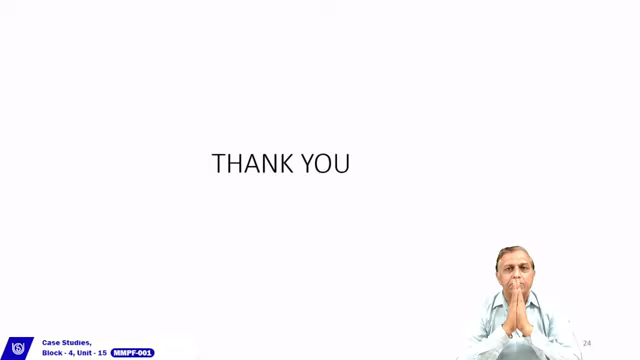 THANK YOU
Case Studies,
Block - 4, Unit - 15 MMPF-001
24